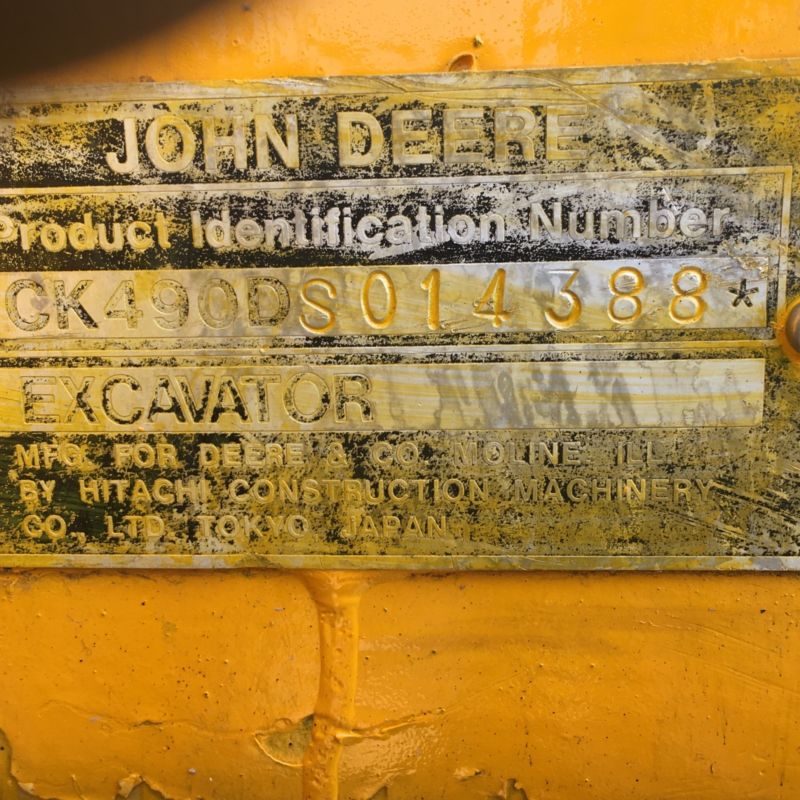 JOHN DEERE
Product Identification Number
CK490DS014388*
EXCAVATOR
MFG. FOR DEERE & CO. MOLINE ILL
BY HITACHI CONSTRUCTION MACHINERY
CO., LTD. TOKYO JAPAN